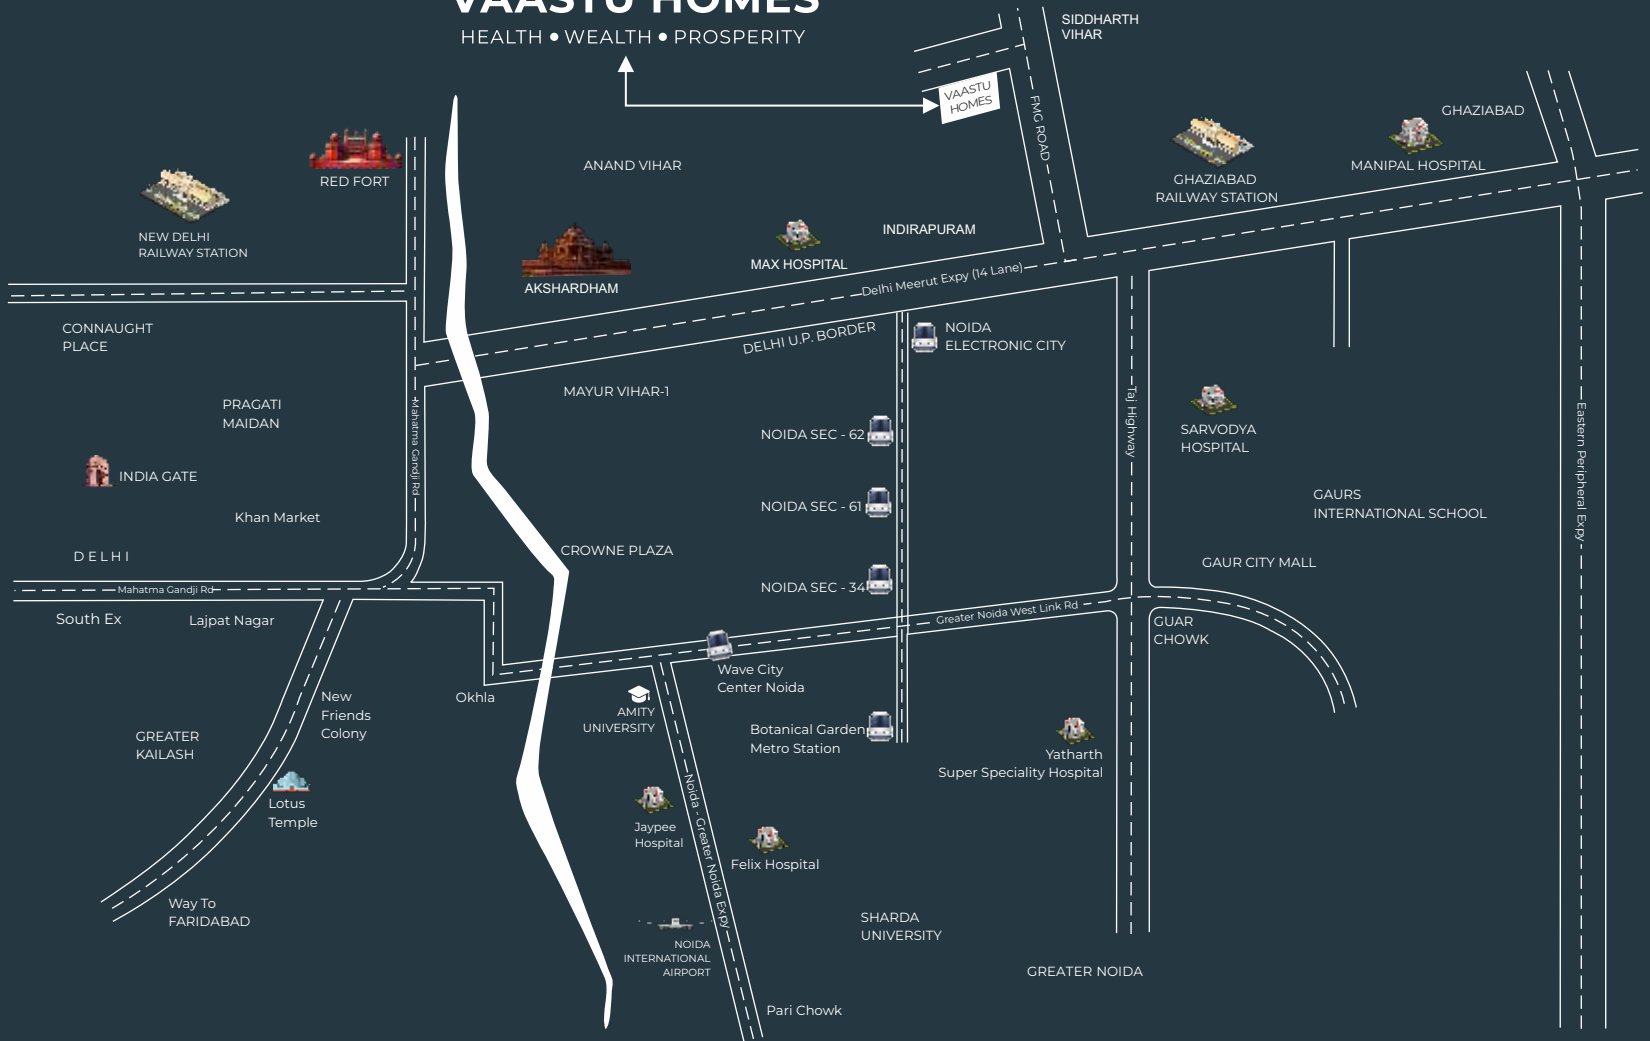 VAASTU HOMES
HEALTH • WEALTH • PROSPERITY
SIDDHARTH
VIHAR
VAASTU
HOMES
FMG ROAD
GHAZIABAD
MANIPAL HOSPITAL
GHAZIABAD
RAILWAY STATION
RED FORT
ANAND VIHAR
NEW DELHI
RAILWAY STATION
INDIRAPURAM
MAX HOSPITAL
AKSHARDHAM
Delhi Meerut Expy (14 Lane)
CONNAUGHT
PLACE
DELHI U.P. BORDER
NOIDA
ELECTRONIC CITY
MAYUR VIHAR-1
PRAGATI
MAIDAN
Mahatma Gandji Rd
Taj Highway
Eastern Peripheral Expy
NOIDA SEC - 62
SARVODYA
HOSPITAL
INDIA GATE
GAURS
INTERNATIONAL SCHOOL
NOIDA SEC - 61
Khan Market
DELHI
CROWNE PLAZA
GAUR CITY MALL
NOIDA SEC - 34
Mahatma Gandji Rd
Greater Noida West Link Rd
South Ex
Lajpat Nagar
GUAR
CHOWK
Wave City
Center Noida
New
Friends
Colony
Okhla
AMITY
UNIVERSITY
Botanical Garden
Metro Station
GREATER
KAILASH
Yatharth
Super Speciality Hospital
Lotus
Temple
Noida - Greater Noida Expy
Jaypee
Hospital
Felix Hospital
Way To
FARIDABAD
SHARDA
UNIVERSITY
NOIDA
INTERNATIONAL
AIRPORT
GREATER NOIDA
Pari Chowk